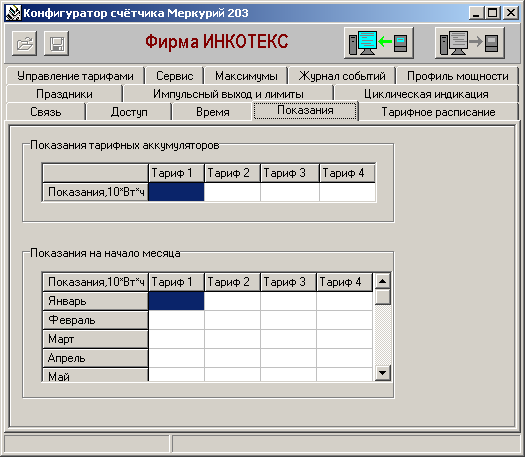 Конфигуратор счётчика Меркурий 203
Фирма ИНКОТЕКС
Управление тарифами Сервис Максимумы Журнал событий Профиль мощности
Праздники Импульсный выход и лимиты Циклическая индикация
Связь Доступ Время Показания Тарифное расписание
Показания тарифных аккумуляторов
Тариф 1 Тариф 2 Тариф 3 Тариф 4
Показания,10*Вт*ч
Показания на начало месяца
Показания,10*Вт*ч Тариф 1 Тариф 2 Тариф 3 Тариф 4
Январь
Февраль
Март
Апрель
Май